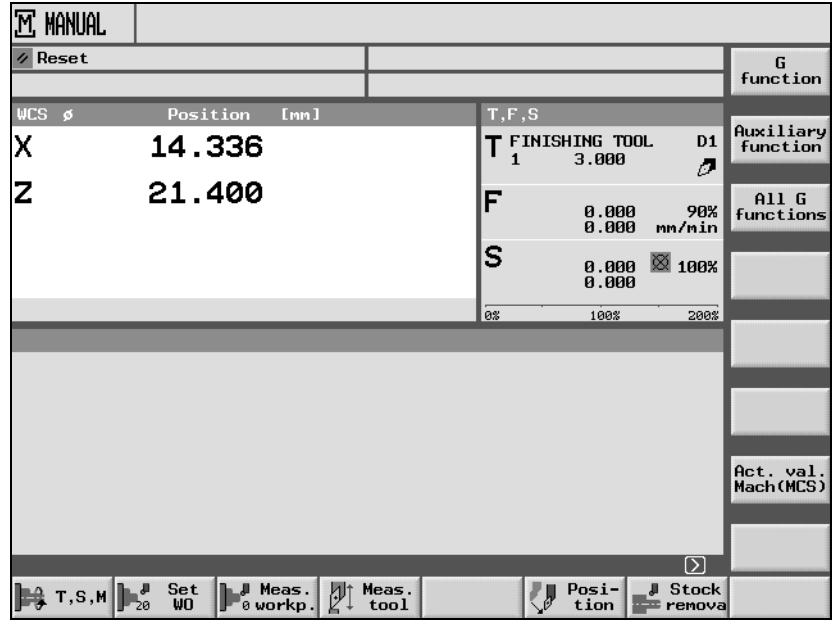 M MANUAL
Reset
G
function
WCS ø Position [mm]
T,F,S
X 14.336
T FINISHING TOOL D1
1 3.000
Auxiliary
function
Z 21.400
F 0.000 90%
0.000 mm/min
All G
functions
S 0.000 100%
0.000
0% 100% 200%
Act. val.
Mach(MCS)
T,S,M
20
Set
WO
0
Meas.
workp.
Meas.
tool
Posi-
tion
Stock
remova